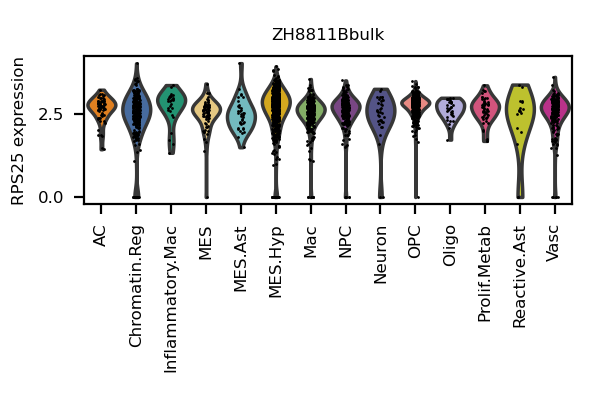 ZH8811Bbulk
RPS25 expression
2.5
0.0
AC
Chromatin.Reg
Inflammatory.Mac
MES
MES.Ast
MES.Hyp
Mac
NPC
Neuron
OPC
Oligo
Prolif.Metab
Reactive.Ast
Vasc